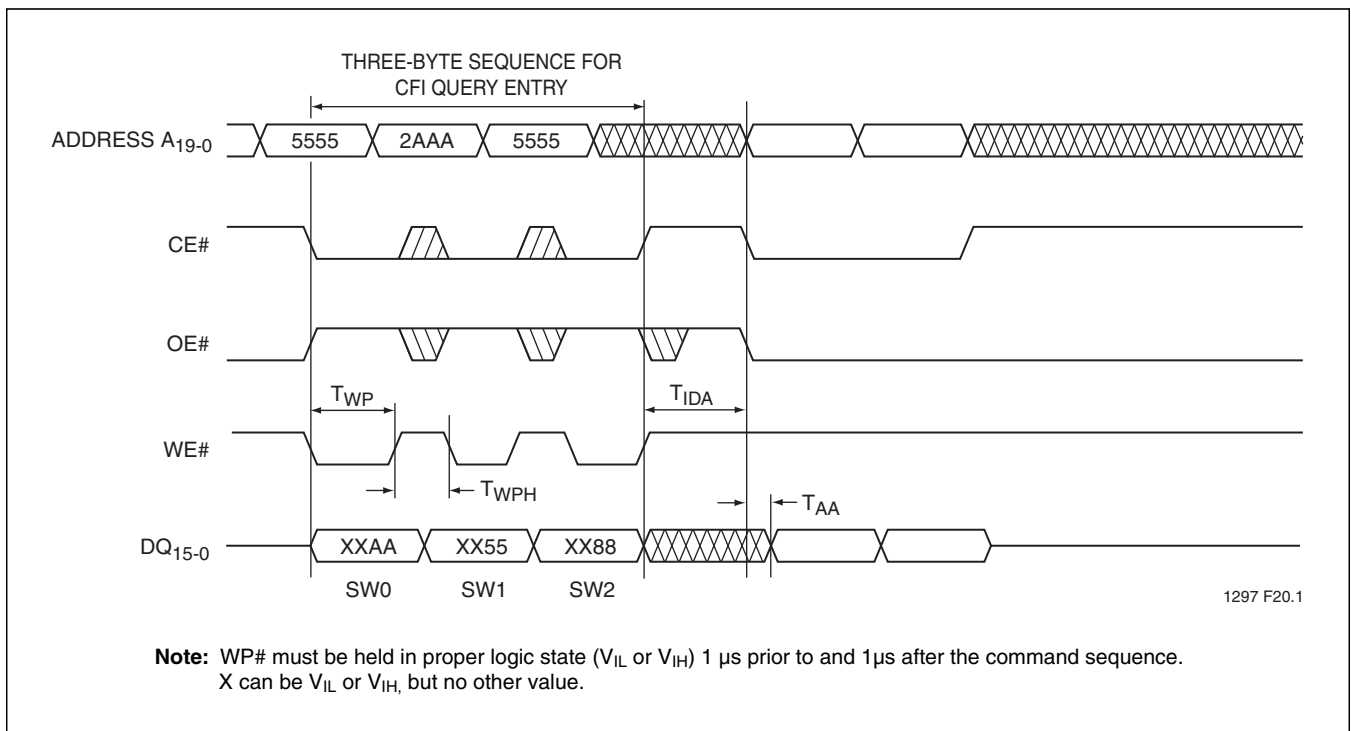 THREE-BYTE SEQUENCE FOR
CFI QUERY ENTRY
ADDRESS A19-0
5555
2AAA
5555
CE#
OE#
TWP
TIDA
WE#
TWPH
TAA
DQ15-0
XXAA
XX55
XX88
SW0
SW1
SW2
1297 F20.1
Note: WP# must be held in proper logic state (VIL or VIH) 1 µs prior to and 1µs after the command sequence.
X can be VIL or VIH, but no other value.